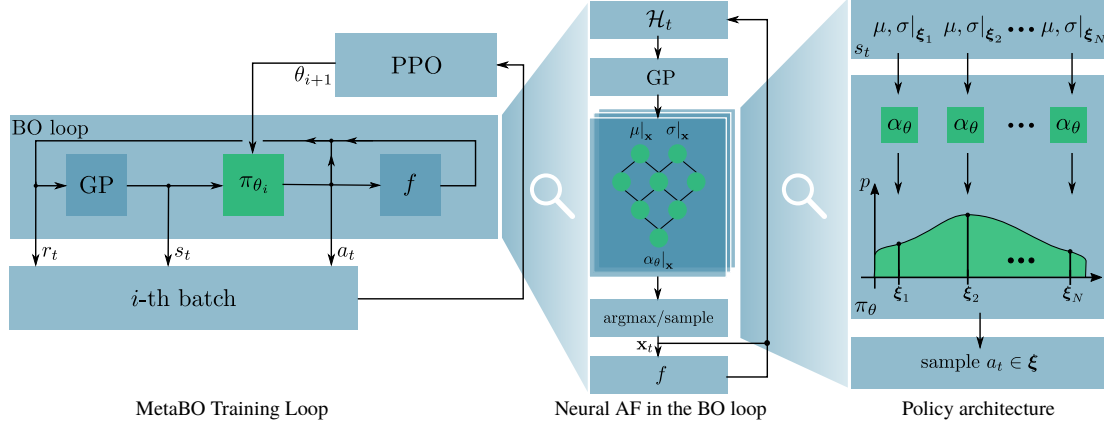 PPO
θ_{i+1}
BO loop
GP
π_{θ_i}
f
r_t
s_t
a_t
i-th batch
MetaBO Training Loop
ℋ_t
GP
μ|_x σ|_x
α_θ|_x
argmax/sample
x_t
f
Neural AF in the BO loop
μ, σ|_{ξ_1} μ, σ|_{ξ_2} ••• μ, σ|_{ξ_N}
s_t
α_θ α_θ ••• α_θ
p
•••
ξ_1 ξ_2 ξ_N
π_θ
sample a_t ∈ ξ
Policy architecture